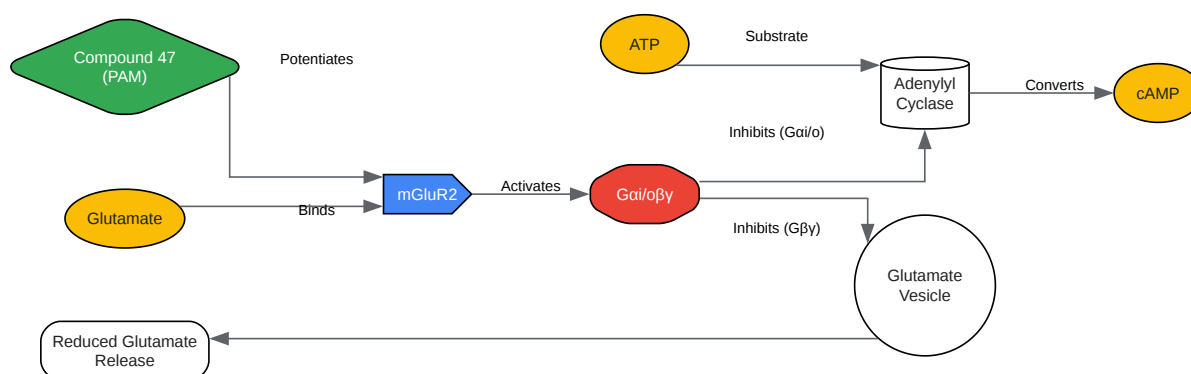 Compound 47
(PAM)
Potentiates
ATP
Substrate
Adenylyl
Cyclase
Converts
cAMP
Inhibits (Gαi/o)
Glutamate
Binds
mGluR2
Activates
Gαi/oβγ
Inhibits (Gβγ)
Glutamate
Vesicle
Reduced Glutamate
Release